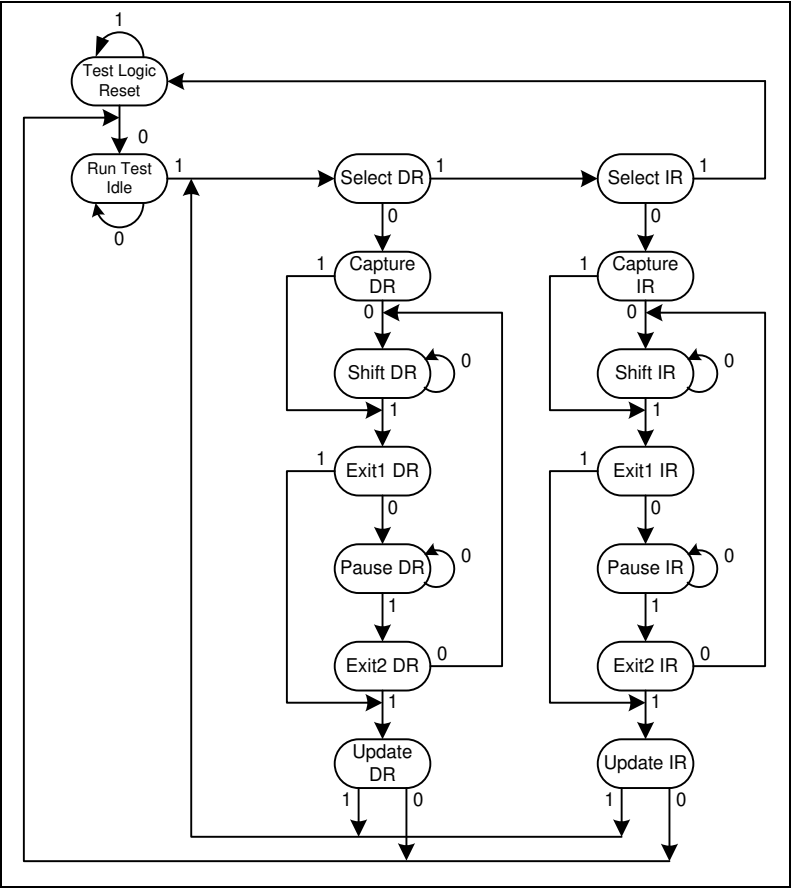 1
Test Logic
Reset
0
Run Test
Idle
1
0
Select DR
1
Select IR
1
0
0
1
Capture
DR
1
Capture
IR
0
0
Shift DR
0
Shift IR
0
1
1
1
Exit1 DR
1
Exit1 IR
0
0
Pause DR
0
Pause IR
0
1
1
Exit2 DR
0
Exit2 IR
0
1
1
Update
DR
Update IR
1
0
1
0